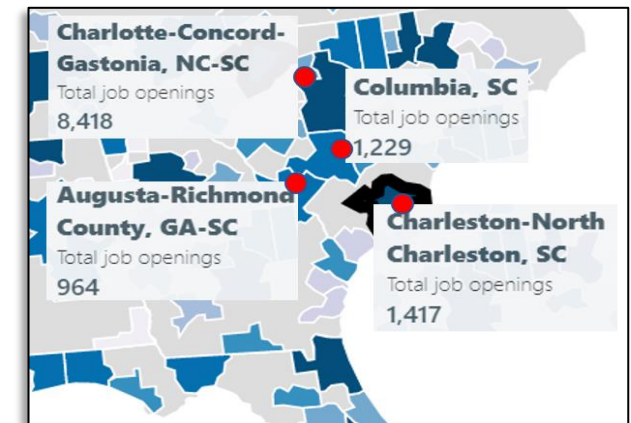 Charlotte-Concord-
Gastonia, NC-SC
Total job openings
8,418
Columbia, SC
Total job openings
1,229
Augusta-Richmond
County, GA-SC
Total job openings
964
Charleston-North
Charleston, SC
Total job openings
1,417